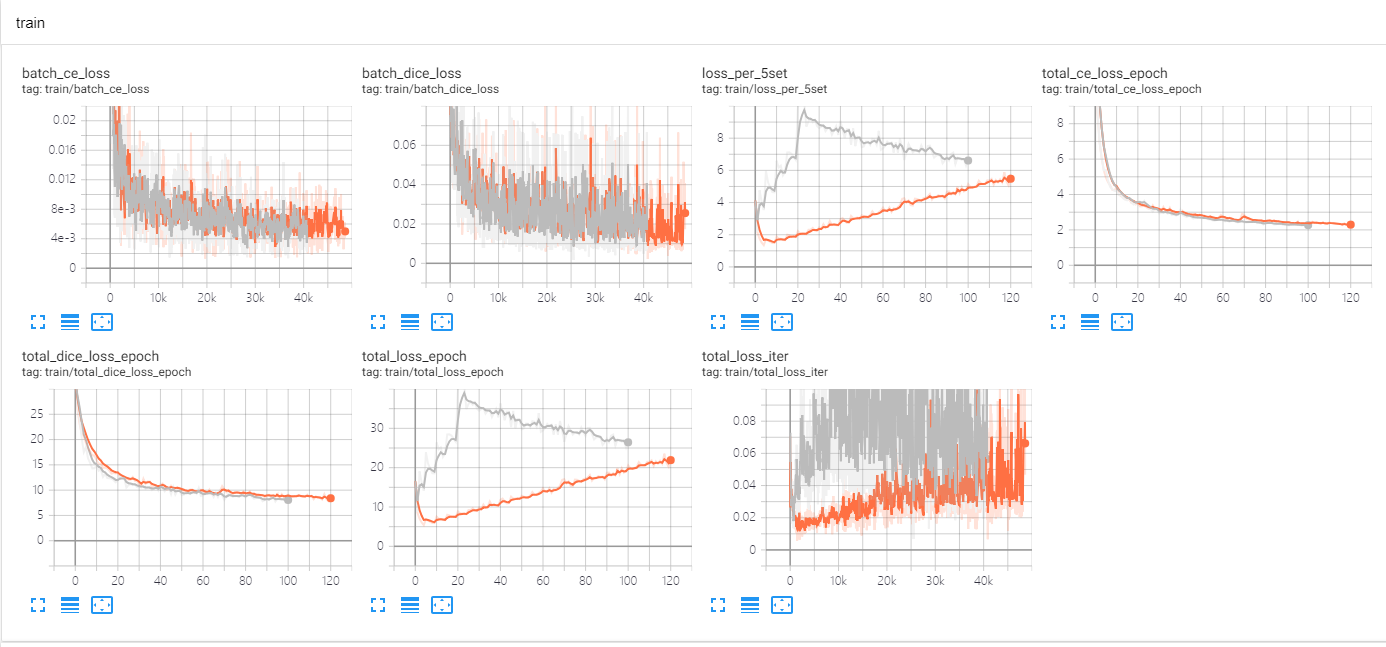 train
batch_ce_loss
tag: train/batch_ce_loss
0.02
0.016
0.012
8e-3
4e-3
0
0 10k 20k 30k 40k
batch_dice_loss
tag: train/batch_dice_loss
0.06
0.04
0.02
0
0 10k 20k 30k 40k
loss_per_5set
tag: train/loss_per_5set
8
6
4
2
0
0 20 40 60 80 100 120
total_ce_loss_epoch
tag: train/total_ce_loss_epoch
8
6
4
2
0
0 20 40 60 80 100 120
total_dice_loss_epoch
tag: train/total_dice_loss_epoch
25
20
15
10
5
0
0 20 40 60 80 100 120
total_loss_epoch
tag: train/total_loss_epoch
30
20
10
0
0 20 40 60 80 100 120
total_loss_iter
tag: train/total_loss_iter
0.08
0.06
0.04
0.02
0
0 10k 20k 30k 40k